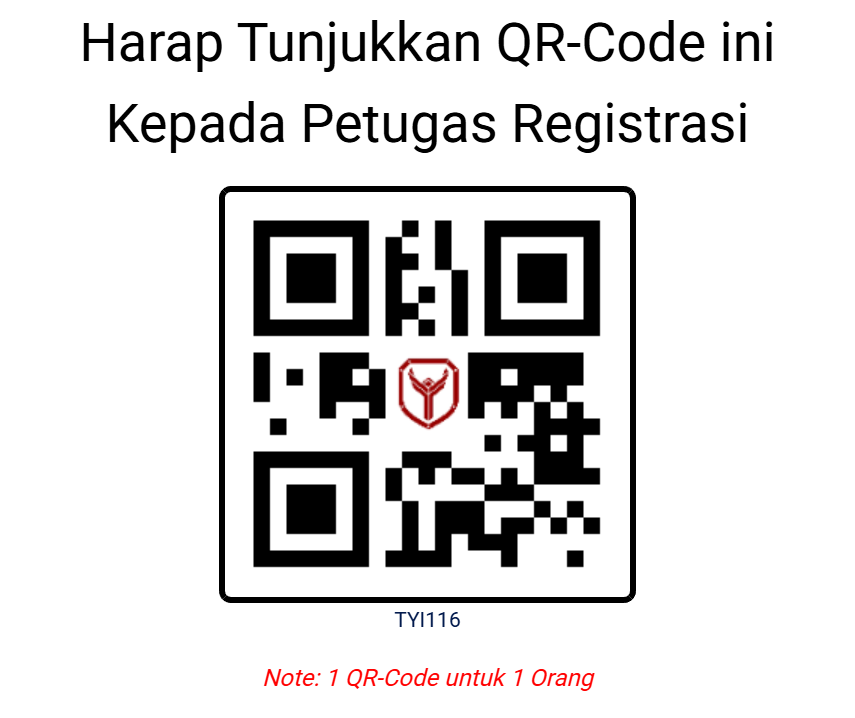 Harap Tunjukkan QR-Code ini
Kepada Petugas Registrasi
TYI116
Note: 1 QR-Code untuk 1 Orang